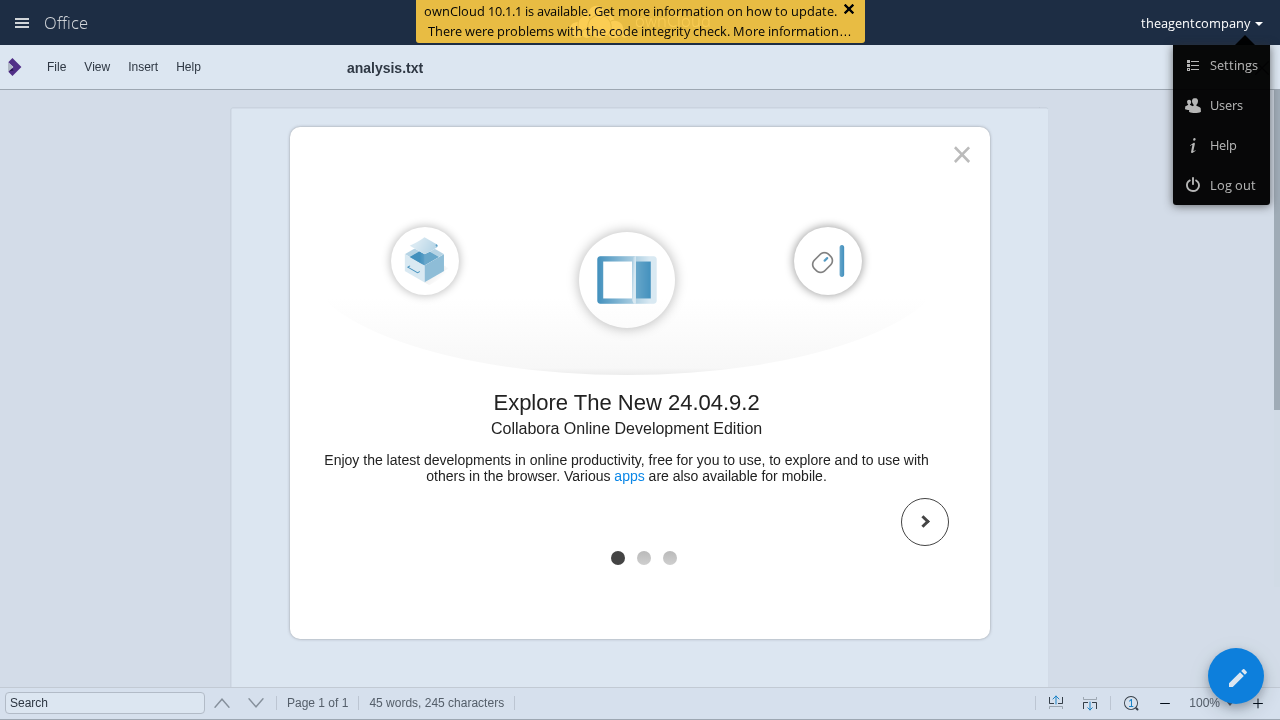 Office
ownCloud 10.1.1 is available. Get more information on how to update.
There were problems with the code integrity check. More information…
theagentcompany
File View Insert Help
analysis.txt
Settings
Users
Help
Log out
Explore The New 24.04.9.2
Collabora Online Development Edition
Enjoy the latest developments in online productivity, free for you to use, to explore and to use with
others in the browser. Various apps are also available for mobile.
Search
Page 1 of 1
45 words, 245 characters
100%